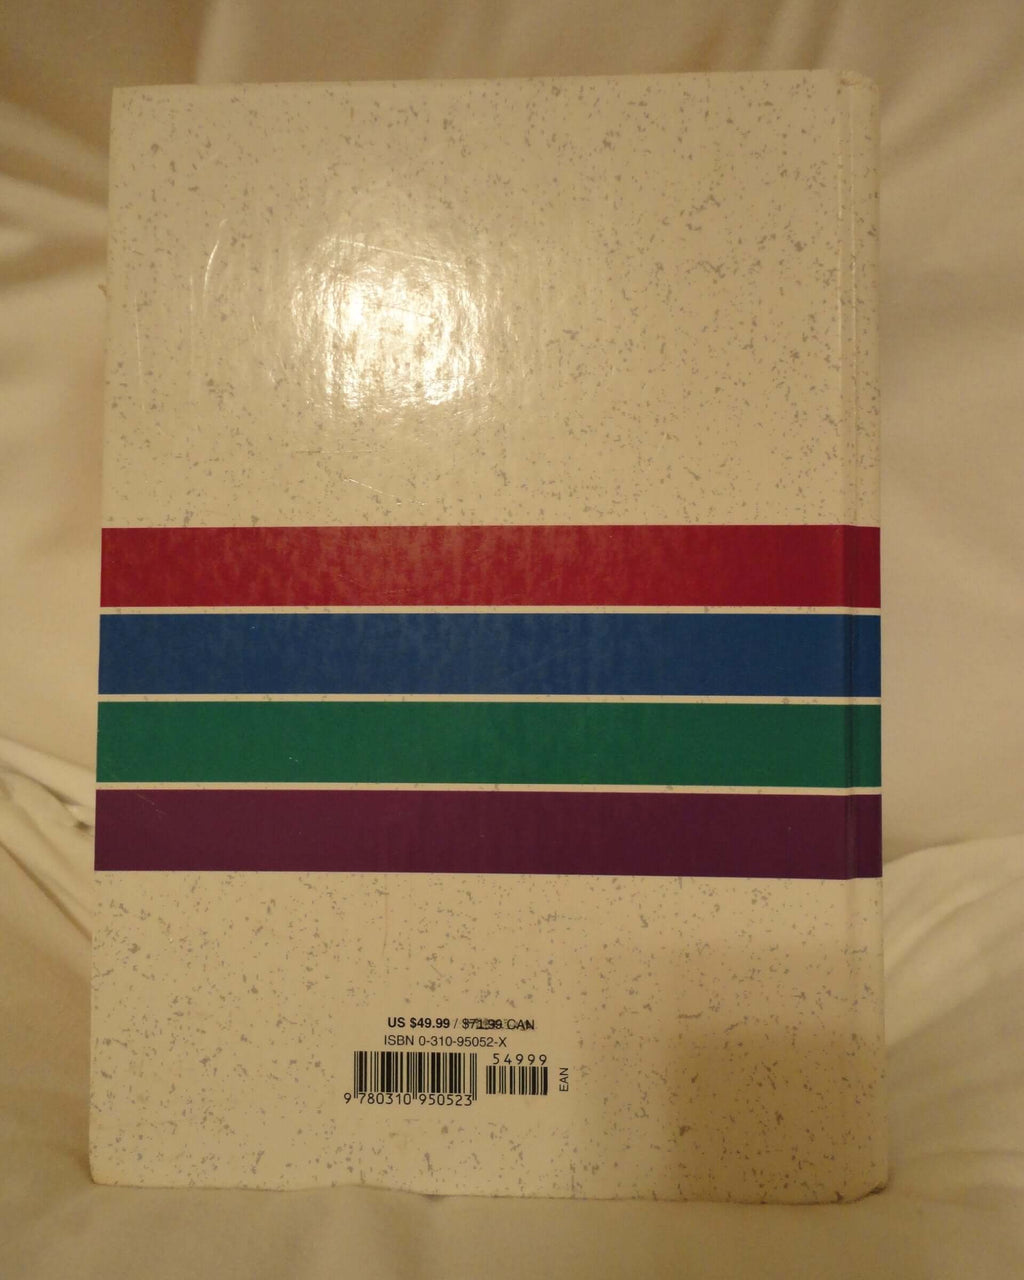 US $49.99 / $71.99 CAN
ISBN 0-310-95052-X
54999
EAN
9 780310 950523